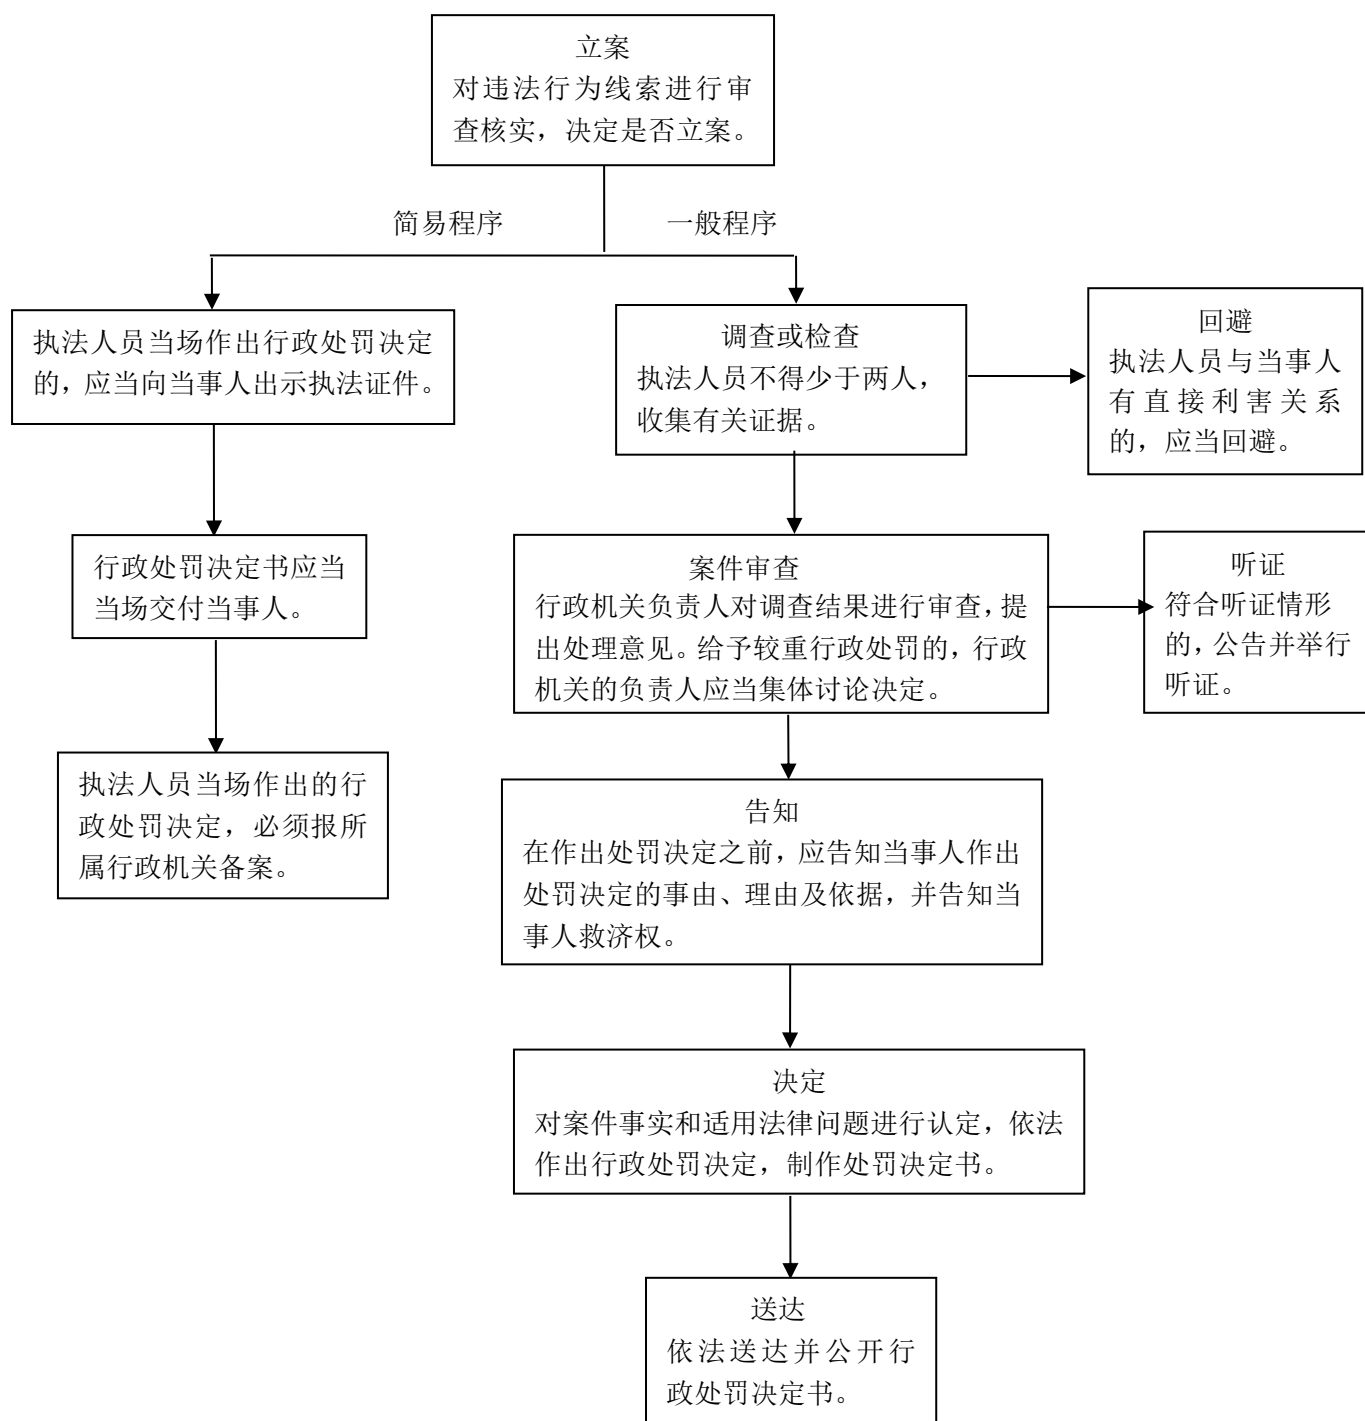 立案
对违法行为线索进行审
查核实，决定是否立案。
简易程序
一般程序
执法人员当场作出行政处罚决定
的，应当向当事人出示执法证件。
调查或检查
执法人员不得少于两人，
收集有关证据。
回避
执法人员与当事人
有直接利害关系
的，应当回避。
行政处罚决定书应当
当场交付当事人。
案件审查
行政机关负责人对调查结果进行审查，提
出处理意见。给予较重行政处罚的，行政
机关的负责人应当集体讨论决定。
听证
符合听证情形
的，公告并举行
听证。
执法人员当场作出的行
政处罚决定，必须报所
属行政机关备案。
告知
在作出处罚决定之前，应告知当事人作出
处罚决定的事由、理由及依据，并告知当
事人救济权。
决定
对案件事实和适用法律问题进行认定，依法
作出行政处罚决定，制作处罚决定书。
送达
依法送达并公开行
政处罚决定书。